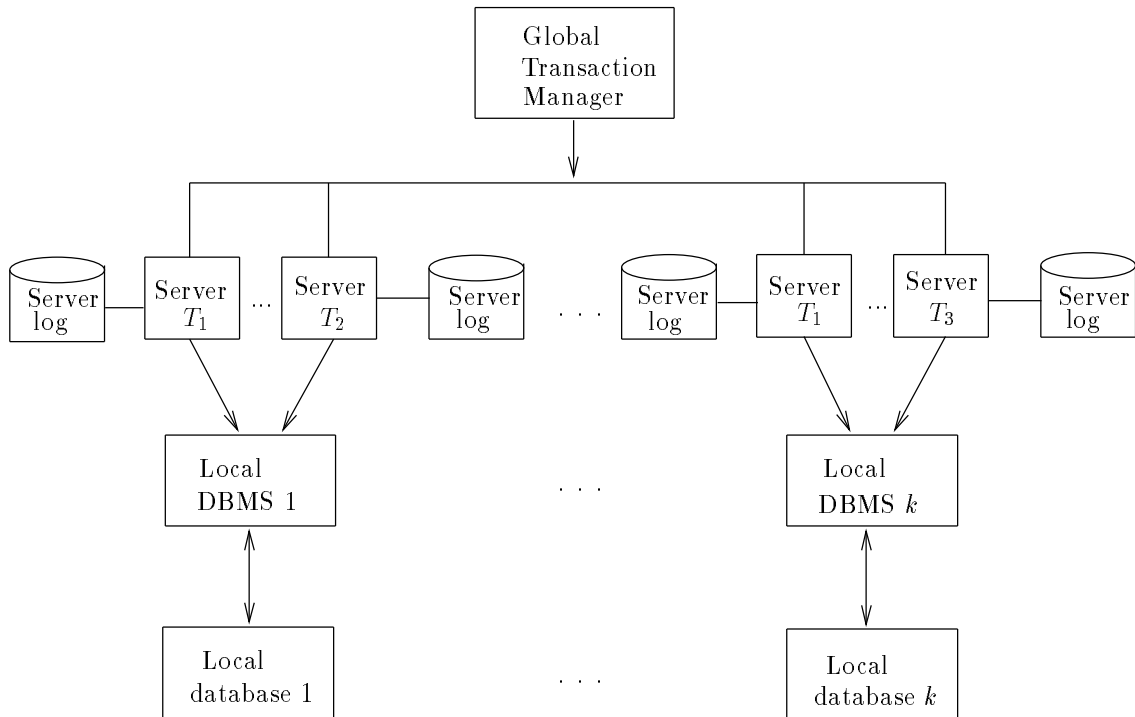 Global
Transaction
Manager
Server
log
Server
T1
...
Server
T2
Server
log
. . .
Server
log
Server
T1
...
Server
T3
Server
log
Local
DBMS 1
. . .
Local
DBMS k
Local
database 1
. . .
Local
database k